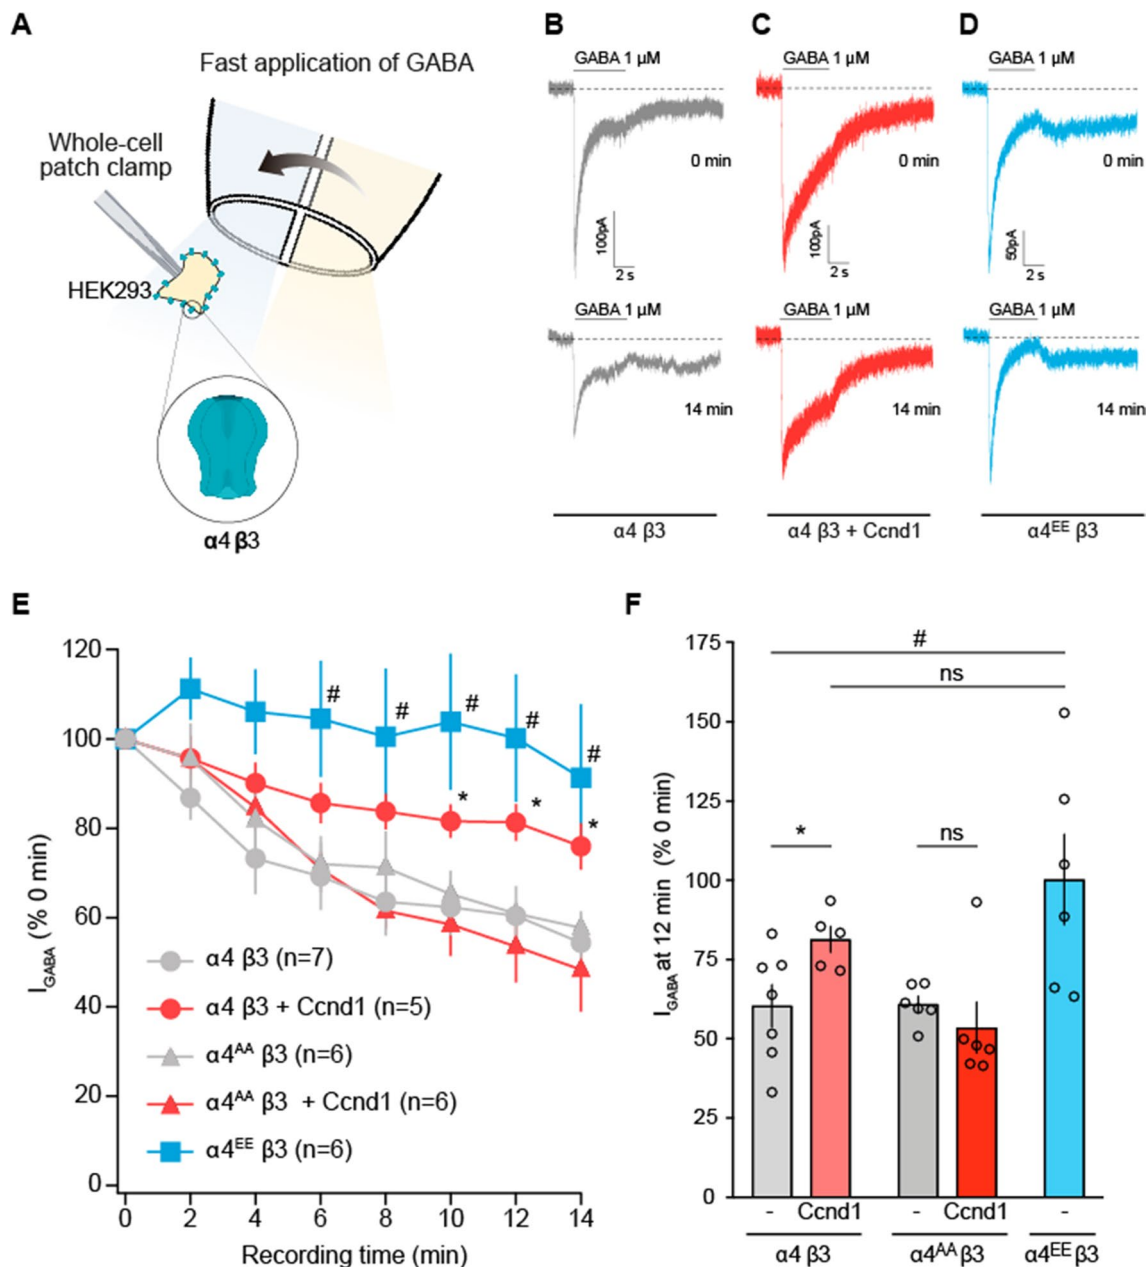 A
Fast application of GABA
Whole-cell
patch clamp
HEK293
α4 β3
B
GABA 1 µM
0 min
100pA
2 s
GABA 1 µM
14 min
α4 β3
C
GABA 1 µM
0 min
100pA
2 s
GABA 1 µM
14 min
α4 β3 + Ccnd1
D
GABA 1 µM
0 min
50pA
2 s
GABA 1 µM
14 min
α4EE β3
E
IGABA (% 0 min)
120
100
80
60
40
20
0
# # # # #
* * *
α4 β3 (n=7)
α4 β3 + Ccnd1 (n=5)
α4AA β3 (n=6)
α4AA β3 + Ccnd1 (n=6)
α4EE β3 (n=6)
0 2 4 6 8 10 12 14
Recording time (min)
F
IGABA at 12 min (% 0 min)
175
150
125
100
75
50
25
0
#
ns
*
ns
- Ccnd1 - Ccnd1 -
α4 β3 α4AA β3 α4EE β3